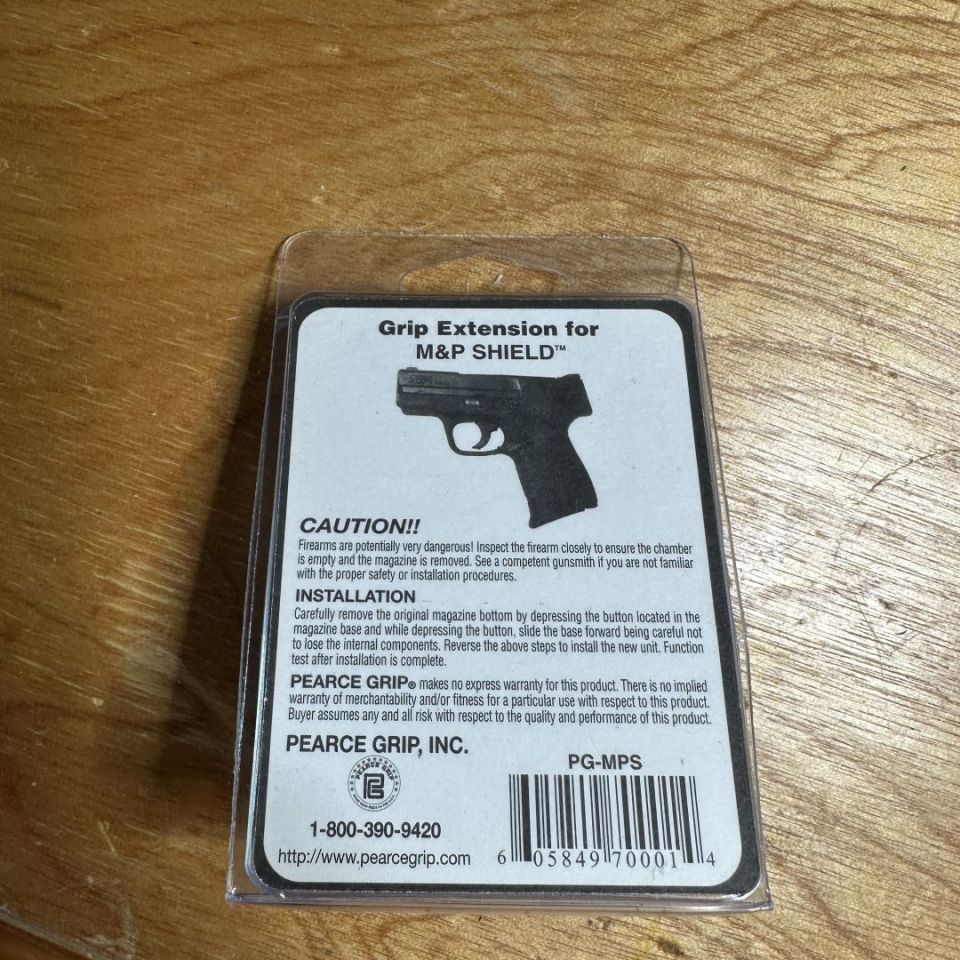 Grip Extension for
M&P SHIELD™
CAUTION!!
Firearms are potentially very dangerous! Inspect the firearm closely to ensure the chamber
is empty and the magazine is removed. See a competent gunsmith if you are not familiar
with the proper safety or installation procedures.
INSTALLATION
Carefully remove the original magazine bottom by depressing the button located in the
magazine base and while depressing the button, slide the base forward being careful not
to lose the internal components. Reverse the above steps to install the new unit. Function
test after installation is complete.
PEARCE GRIP® makes no express warranty for this product. There is no implied
warranty of merchantability and/or fitness for a particular use with respect to this product.
Buyer assumes any and all risk with respect to the quality and performance of this product.
PEARCE GRIP, INC.
PG-MPS
PEARCE GRIP
1-800-390-9420
http://www.pearcegrip.com
6 05849 70001 4